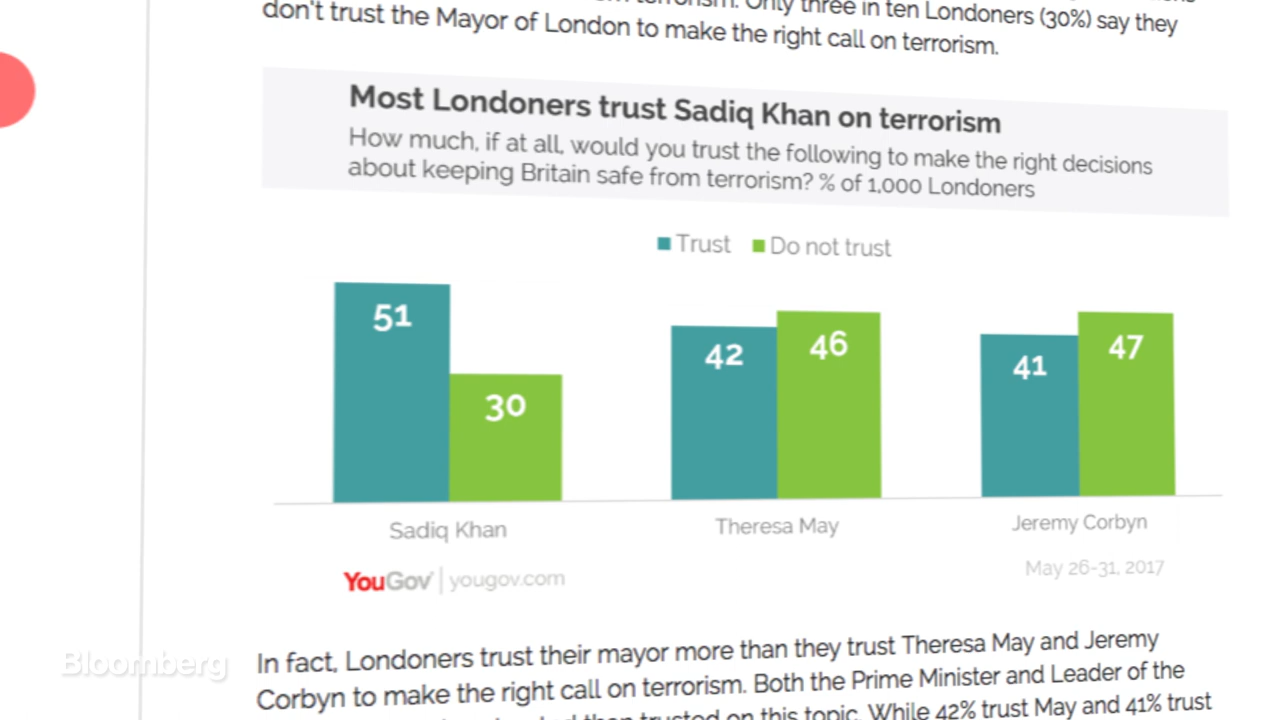 terrorism. Only three in ten Londoners (30%) say they
don't trust the Mayor of London to make the right call on terrorism.
Most Londoners trust Sadiq Khan on terrorism
How much, if at all, would you trust the following to make the right decisions
about keeping Britain safe from terrorism? % of 1,000 Londoners
Trust Do not trust
51 30 42 46 41 47
Sadiq Khan Theresa May Jeremy Corbyn
YouGov | yougov.com May 26-31, 2017
In fact, Londoners trust their mayor more than they trust Theresa May and Jeremy
Corbyn to make the right call on terrorism. Both the Prime Minister and Leader of the
than trusted on this topic. While 42% trust May and 41% trust
Bloomberg